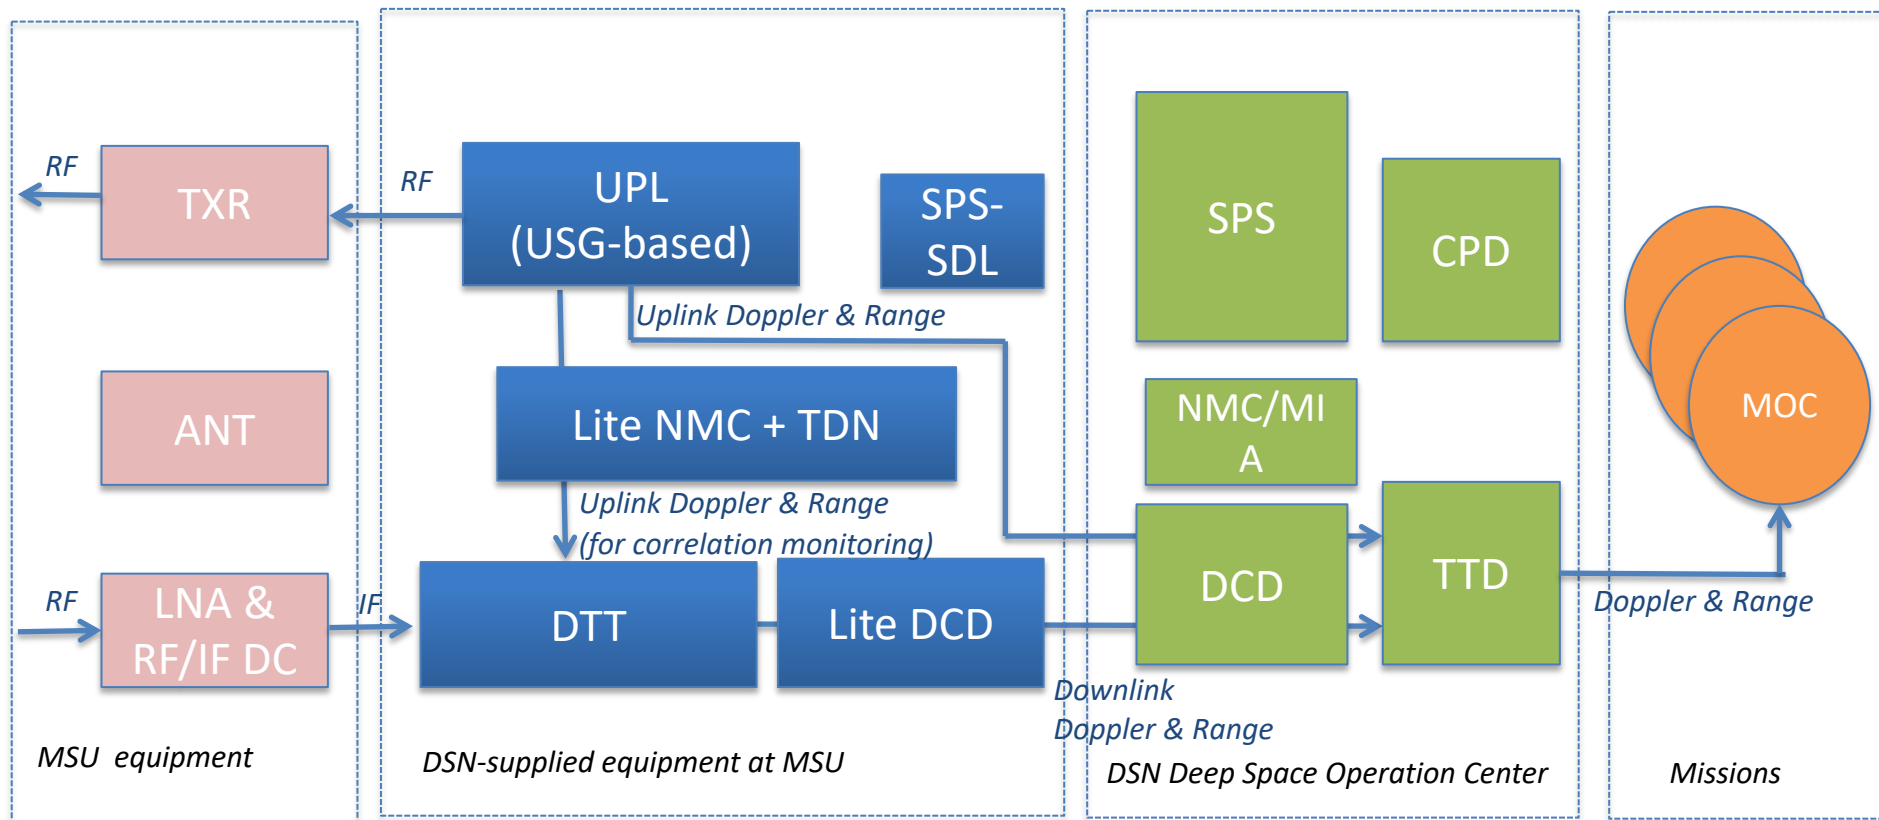 RF
TXR
RF
UPL
(USG-based)
SPS-
SDL
SPS
CPD
Uplink Doppler & Range
ANT
Lite NMC + TDN
NMC/MI
A
MOC
Uplink Doppler & Range
(for correlation monitoring)
RF
LNA &
RF/IF DC
IF
DTT
Lite DCD
DCD
TTD
Doppler & Range
Downlink
Doppler & Range
MSU equipment
DSN-supplied equipment at MSU
DSN Deep Space Operation Center
Missions